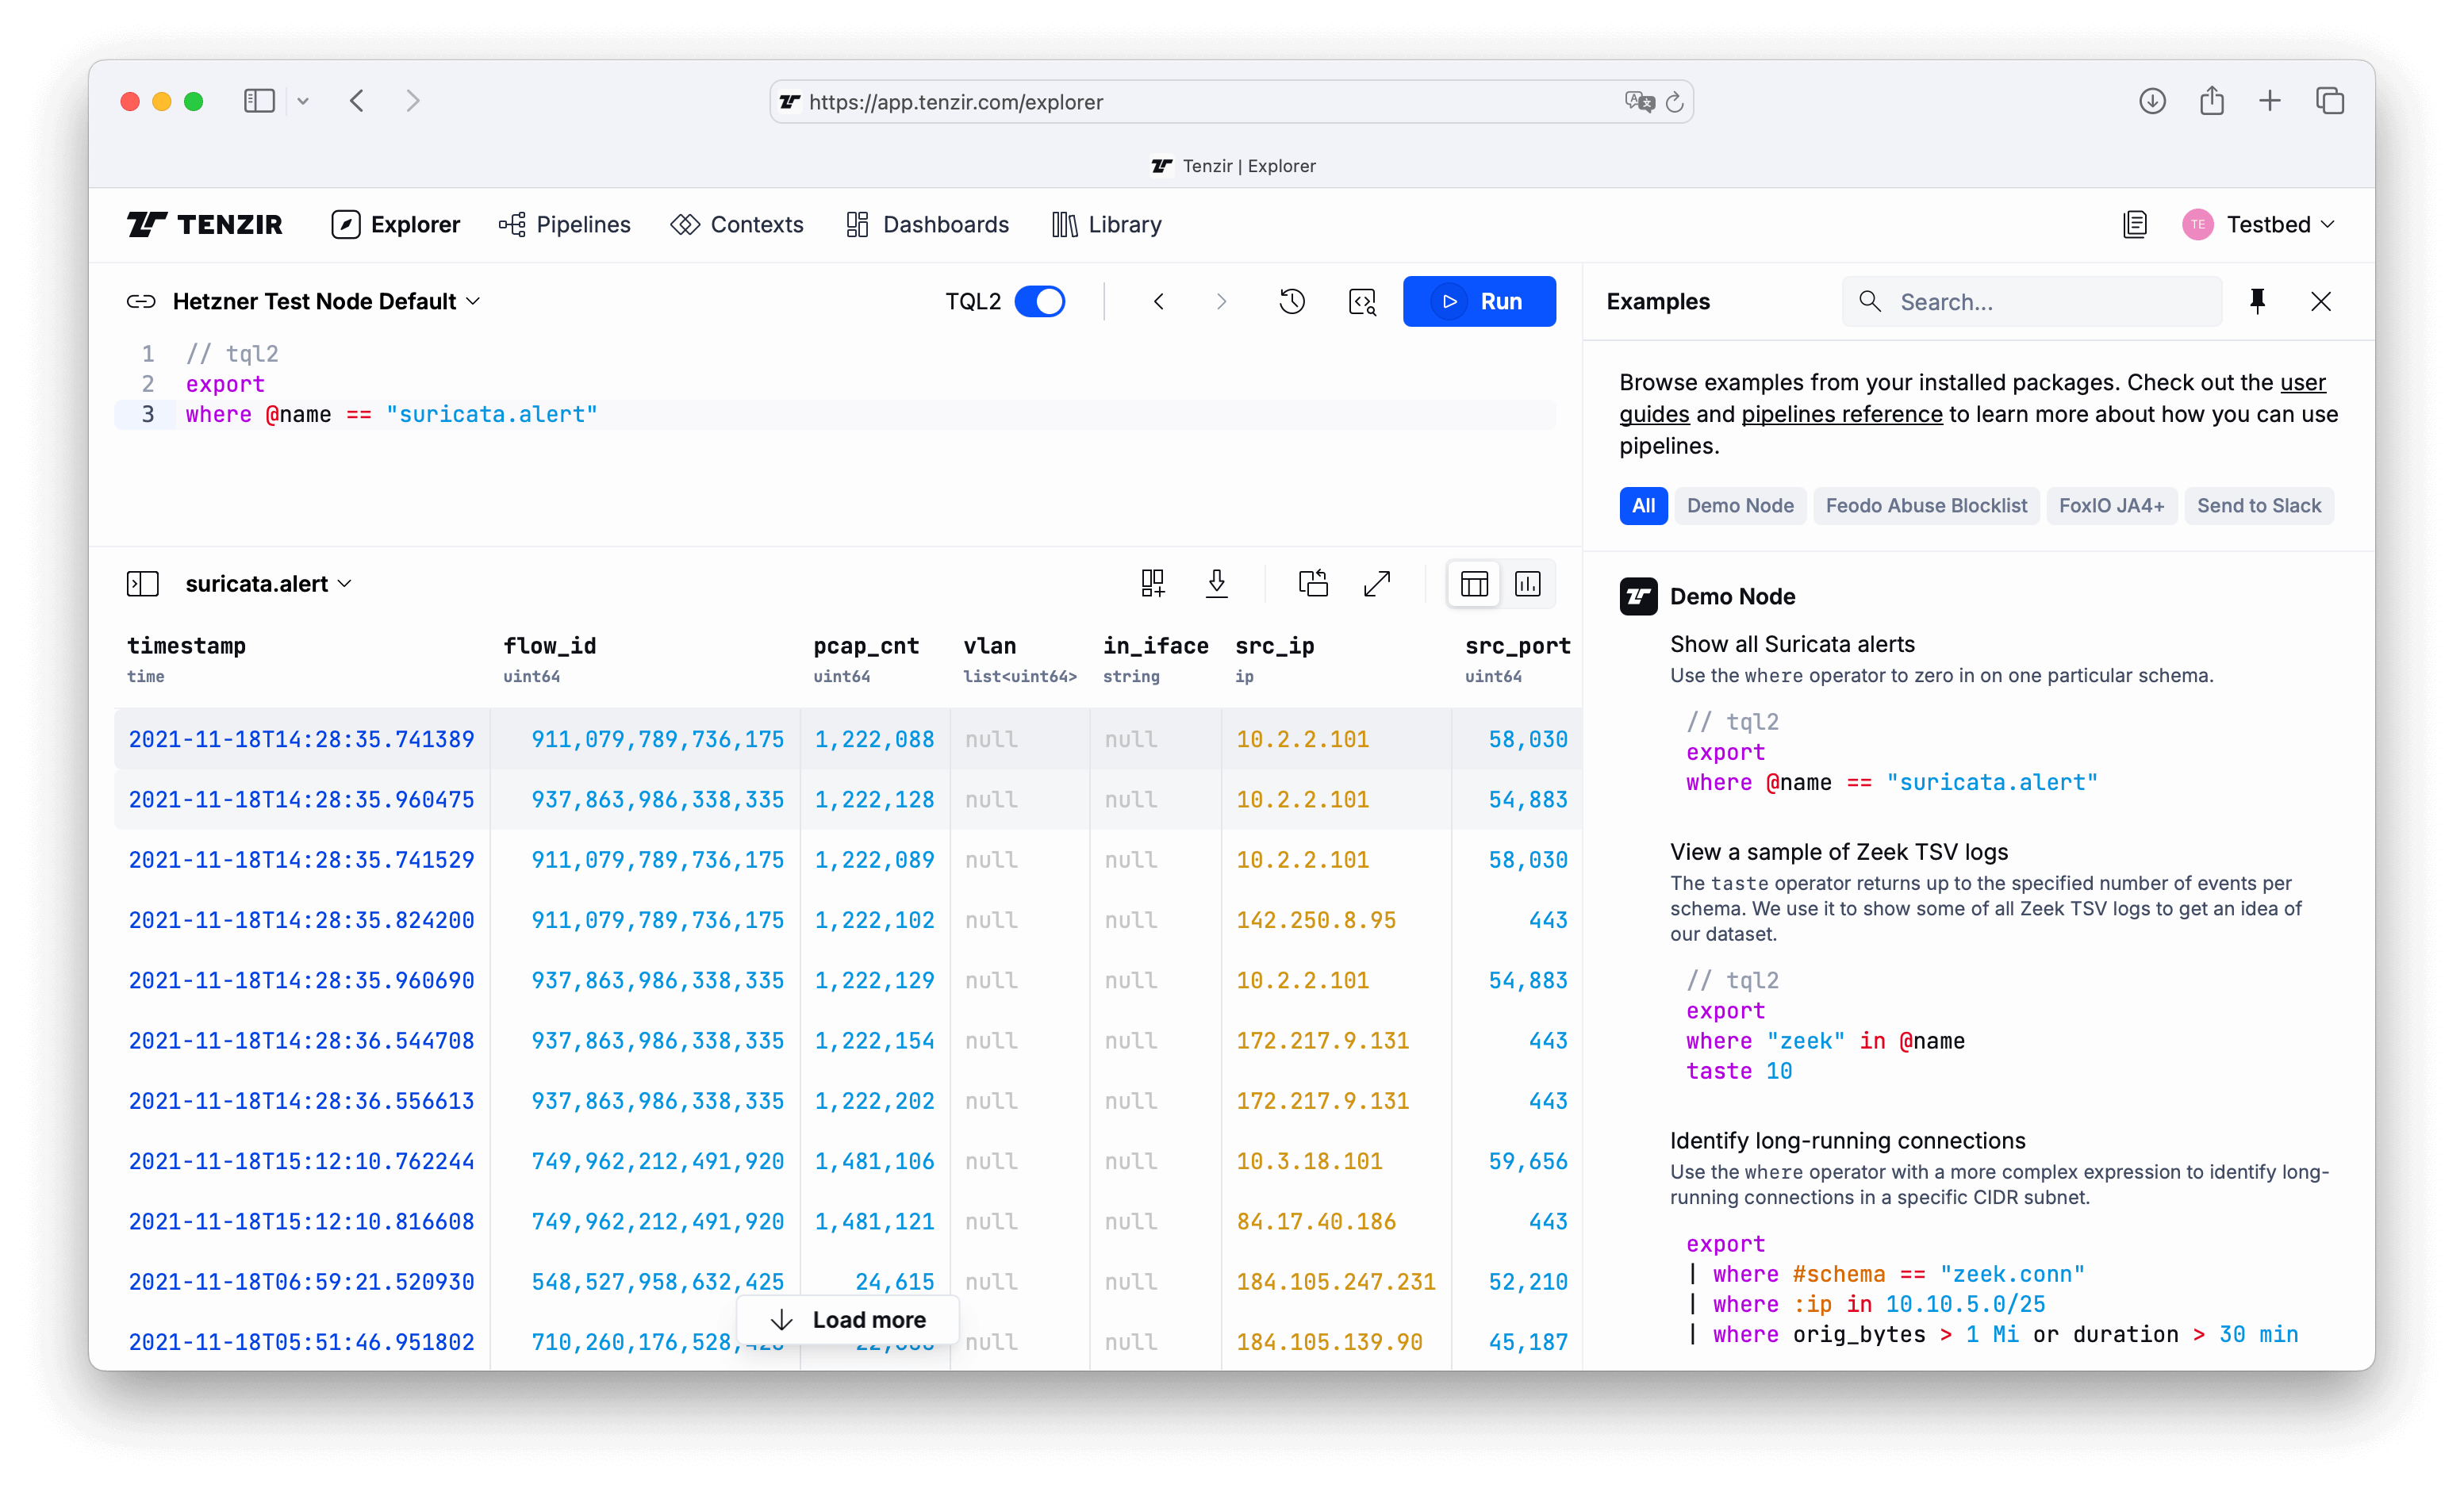 https://app.tenzir.com/explorer
Tenzir | Explorer
TENZIR Explorer Pipelines Contexts Dashboards Library TE Testbed
Hetzner Test Node Default TQL2 Run
1 // tql2
2 export
3 where @name == "suricata.alert"
suricata.alert
timestamp flow_id pcap_cnt vlan in_iface src_ip src_port
time uint64 uint64 list<uint64> string ip uint64
2021-11-18T14:28:35.741389 911,079,789,736,175 1,222,088 null null 10.2.2.101 58,030
2021-11-18T14:28:35.960475 937,863,986,338,335 1,222,128 null null 10.2.2.101 54,883
2021-11-18T14:28:35.741529 911,079,789,736,175 1,222,089 null null 10.2.2.101 58,030
2021-11-18T14:28:35.824200 911,079,789,736,175 1,222,102 null null 142.250.8.95 443
2021-11-18T14:28:35.960690 937,863,986,338,335 1,222,129 null null 10.2.2.101 54,883
2021-11-18T14:28:36.544708 937,863,986,338,335 1,222,154 null null 172.217.9.131 443
2021-11-18T14:28:36.556613 937,863,986,338,335 1,222,202 null null 172.217.9.131 443
2021-11-18T15:12:10.762244 749,962,212,491,920 1,481,106 null null 10.3.18.101 59,656
2021-11-18T15:12:10.816608 749,962,212,491,920 1,481,121 null null 84.17.40.186 443
2021-11-18T06:59:21.520930 548,527,958,632,425 24,615 null null 184.105.247.231 52,210
Load more
2021-11-18T05:51:46.951802 710,260,176,528, null null 184.105.139.90 45,187
Examples Search...
Browse examples from your installed packages. Check out the user
guides and pipelines reference to learn more about how you can use
pipelines.
All Demo Node Feodo Abuse Blocklist FoxIO JA4+ Send to Slack
Demo Node
Show all Suricata alerts
Use the where operator to zero in on one particular schema.
// tql2
export
where @name == "suricata.alert"
View a sample of Zeek TSV logs
The taste operator returns up to the specified number of events per
schema. We use it to show some of all Zeek TSV logs to get an idea of
our dataset.
// tql2
export
where "zeek" in @name
taste 10
Identify long-running connections
Use the where operator with a more complex expression to identify long-
running connections in a specific CIDR subnet.
export
| where #schema == "zeek.conn"
| where :ip in 10.10.5.0/25
| where orig_bytes > 1 Mi or duration > 30 min